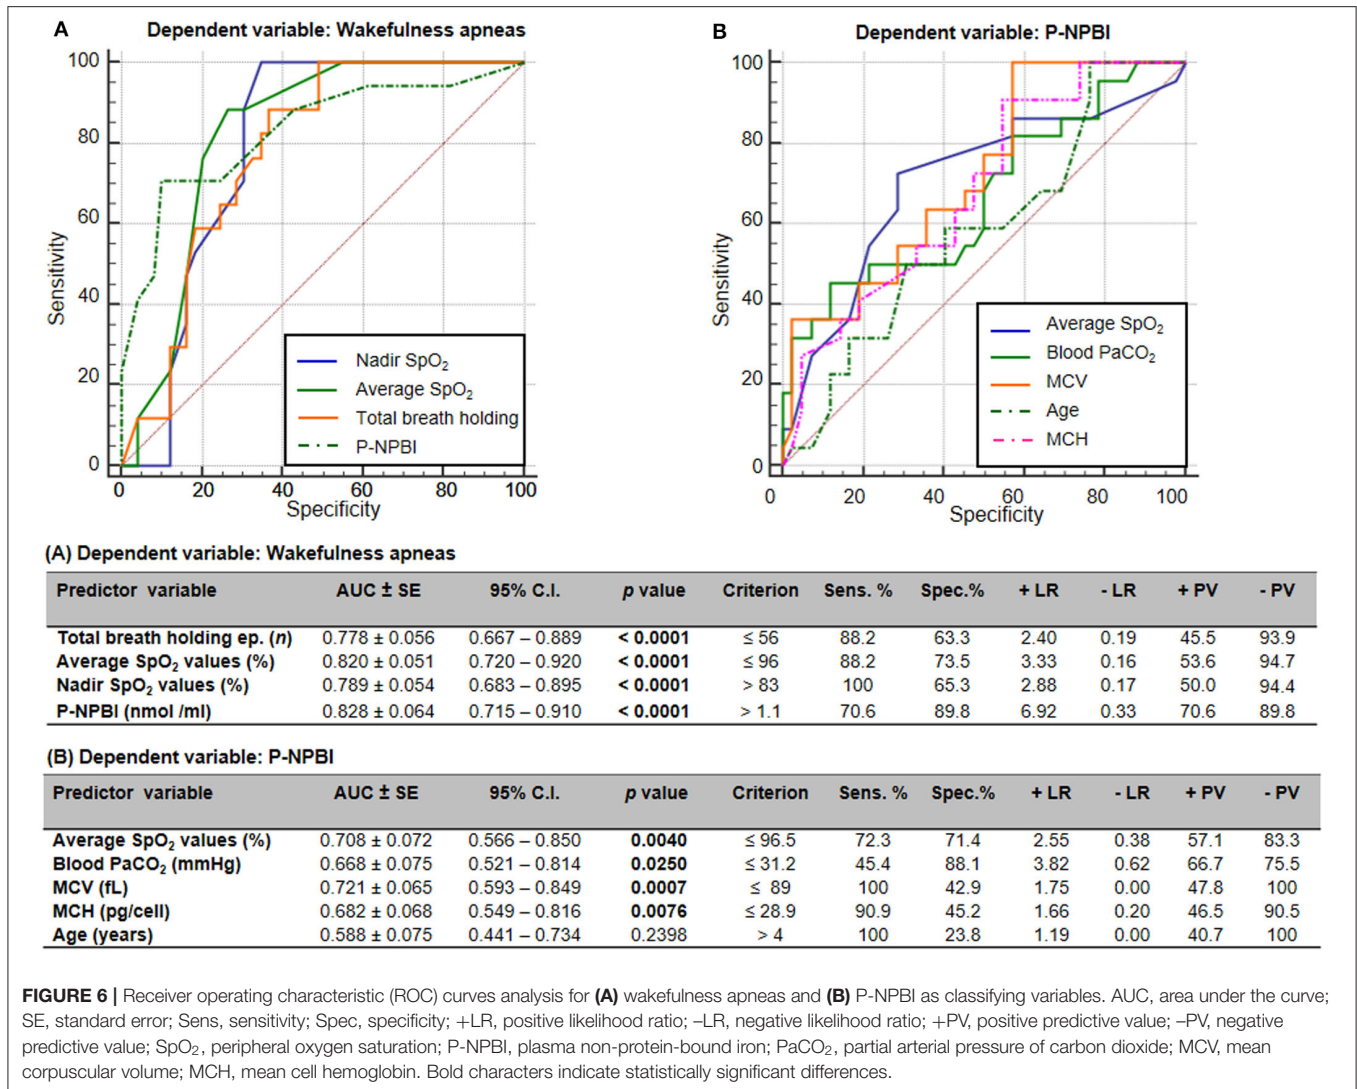 A
Dependent variable: Wakefulness apneas
100
80
60
40
20
0
Sensitivity
Nadir SpO₂
Average SpO₂
Total breath holding
P-NPBI
0 20 40 60 80 100
Specificity
B
Dependent variable: P-NPBI
100
80
60
40
20
0
Sensitivity
Average SpO₂
Blood PaCO₂
MCV
Age
MCH
0 20 40 60 80 100
Specificity
(A) Dependent variable: Wakefulness apneas
Predictor variable AUC ± SE 95% C.I. p value Criterion Sens. % Spec.% + LR - LR + PV - PV
Total breath holding ep. (n) 0.778 ± 0.056 0.667 – 0.889 < 0.0001 ≤ 56 88.2 63.3 2.40 0.19 45.5 93.9
Average SpO₂ values (%) 0.820 ± 0.051 0.720 – 0.920 < 0.0001 ≤ 96 88.2 73.5 3.33 0.16 53.6 94.7
Nadir SpO₂ values (%) 0.789 ± 0.054 0.683 – 0.895 < 0.0001 > 83 100 65.3 2.88 0.17 50.0 94.4
P-NPBI (nmol /ml) 0.828 ± 0.064 0.715 – 0.910 < 0.0001 > 1.1 70.6 89.8 6.92 0.33 70.6 89.8
(B) Dependent variable: P-NPBI
Predictor variable AUC ± SE 95% C.I. p value Criterion Sens. % Spec.% + LR - LR + PV - PV
Average SpO₂ values (%) 0.708 ± 0.072 0.566 – 0.850 0.0040 ≤ 96.5 72.3 71.4 2.55 0.38 57.1 83.3
Blood PaCO₂ (mmHg) 0.668 ± 0.075 0.521 – 0.814 0.0250 ≤ 31.2 45.4 88.1 3.82 0.62 66.7 75.5
MCV (fL) 0.721 ± 0.065 0.593 – 0.849 0.0007 ≤ 89 100 42.9 1.75 0.00 47.8 100
MCH (pg/cell) 0.682 ± 0.068 0.549 – 0.816 0.0076 ≤ 28.9 90.9 45.2 1.66 0.20 46.5 90.5
Age (years) 0.588 ± 0.075 0.441 – 0.734 0.2398 > 4 100 23.8 1.19 0.00 40.7 100
FIGURE 6 | Receiver operating characteristic (ROC) curves analysis for (A) wakefulness apneas and (B) P-NPBI as classifying variables. AUC, area under the curve;
SE, standard error; Sens, sensitivity; Spec, specificity; +LR, positive likelihood ratio; –LR, negative likelihood ratio; +PV, positive predictive value; –PV, negative
predictive value; SpO₂, peripheral oxygen saturation; P-NPBI, plasma non-protein-bound iron; PaCO₂, partial arterial pressure of carbon dioxide; MCV, mean
corpuscular volume; MCH, mean cell hemoglobin. Bold characters indicate statistically significant differences.